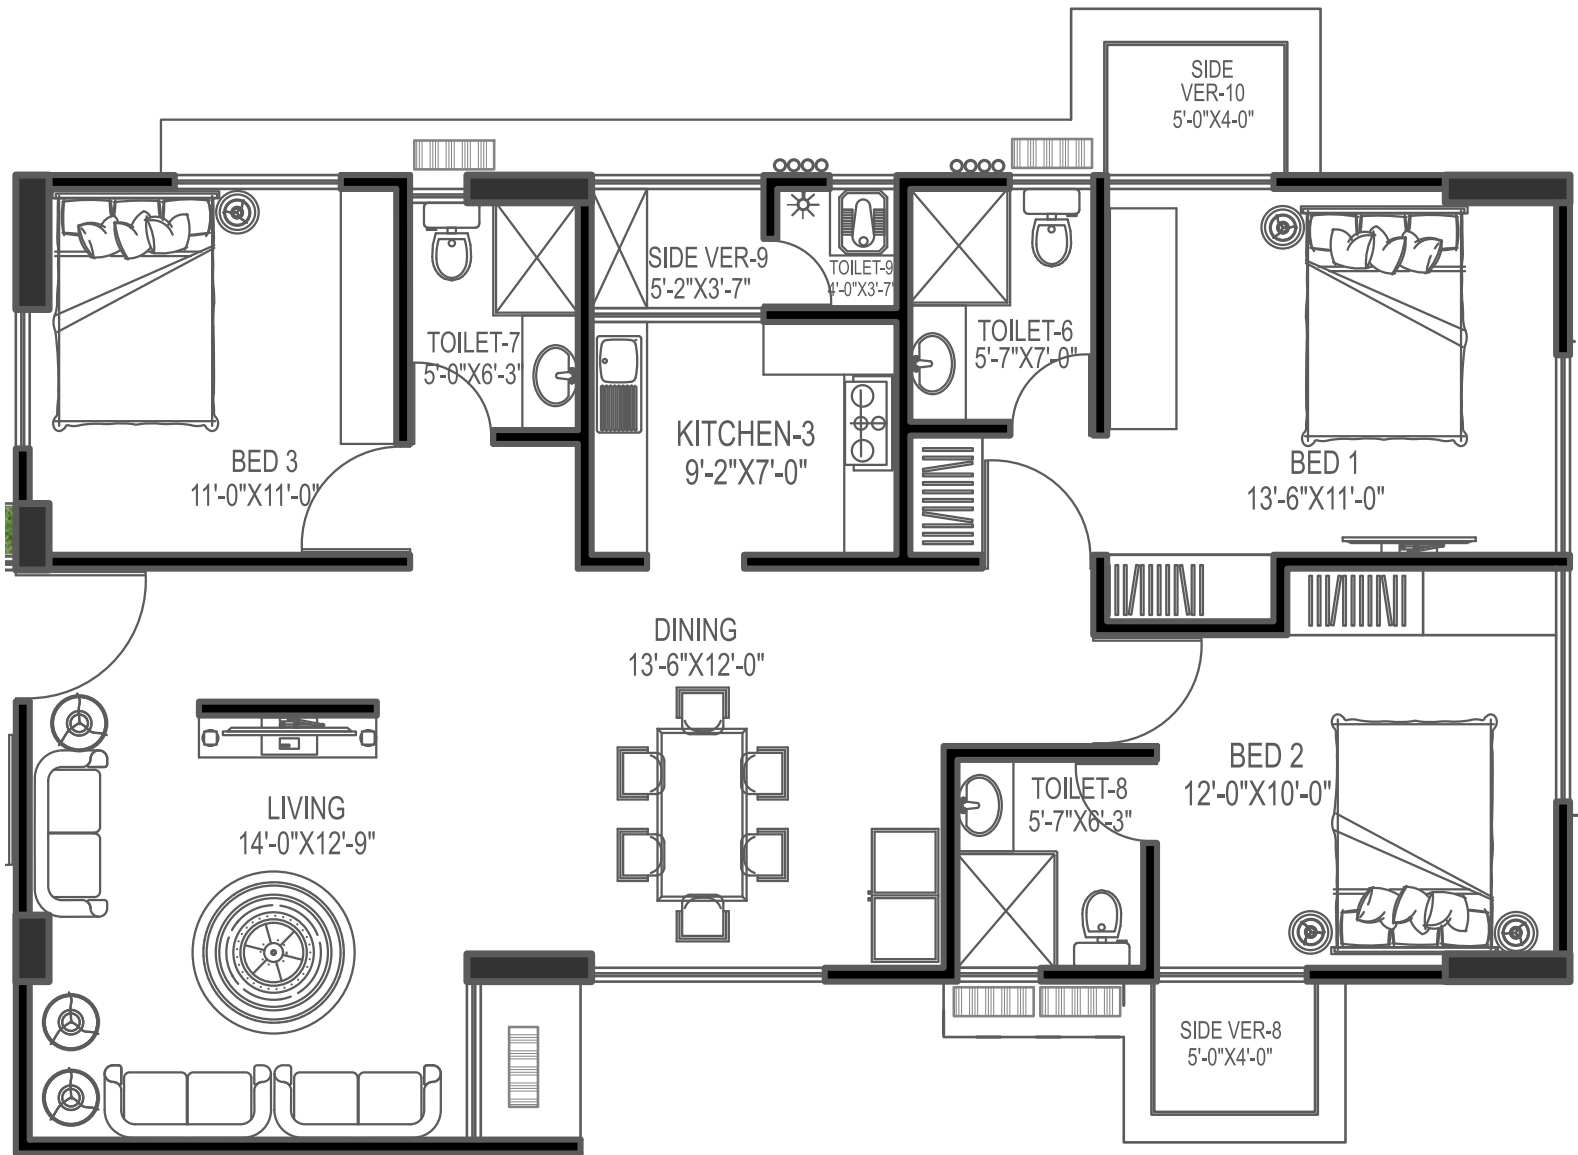 SIDE
VER-10
5'-0"X4-0"
SIDE VER-9
5'-2"X3'-7"
TOILET-9
4'-0"X3'-7"
TOILET-7
5'-0"X6'-3'
TOILET-6
5'-7"X7'-0"
KITCHEN-3
9'-2"X7'-0"
BED 3
11'-0"X11'-0"
BED 1
13'-6"X11'-0"
DINING
13'-6"X12'-0"
BED 2
12'-0"X10'-0"
TOILET-8
5'-7"X6'-3"
LIVING
14'-0"X12'-9"
SIDE VER-8
5'-0"X4'-0"